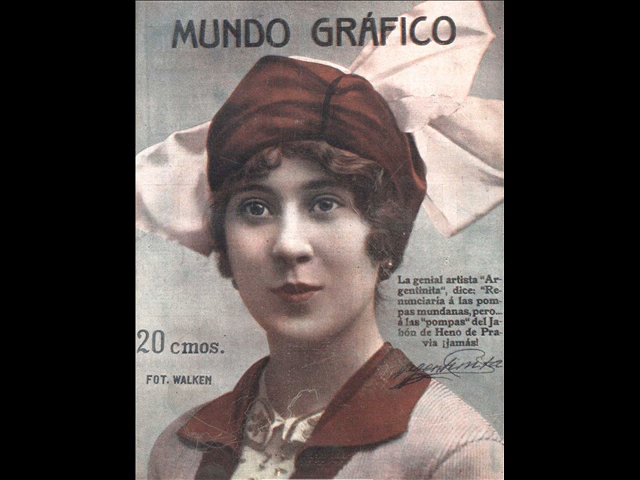 MUNDO GRÁFICO
La genial artista "Ar-
gentinita", dice: "Re-
nunciaría á las pom-
pas mundanas, pero...
á las "pompas" del Ja-
bón de Heno de Pra-
via ¡jamás!
Argentinita
20 cmos.
FOT. WALKEN